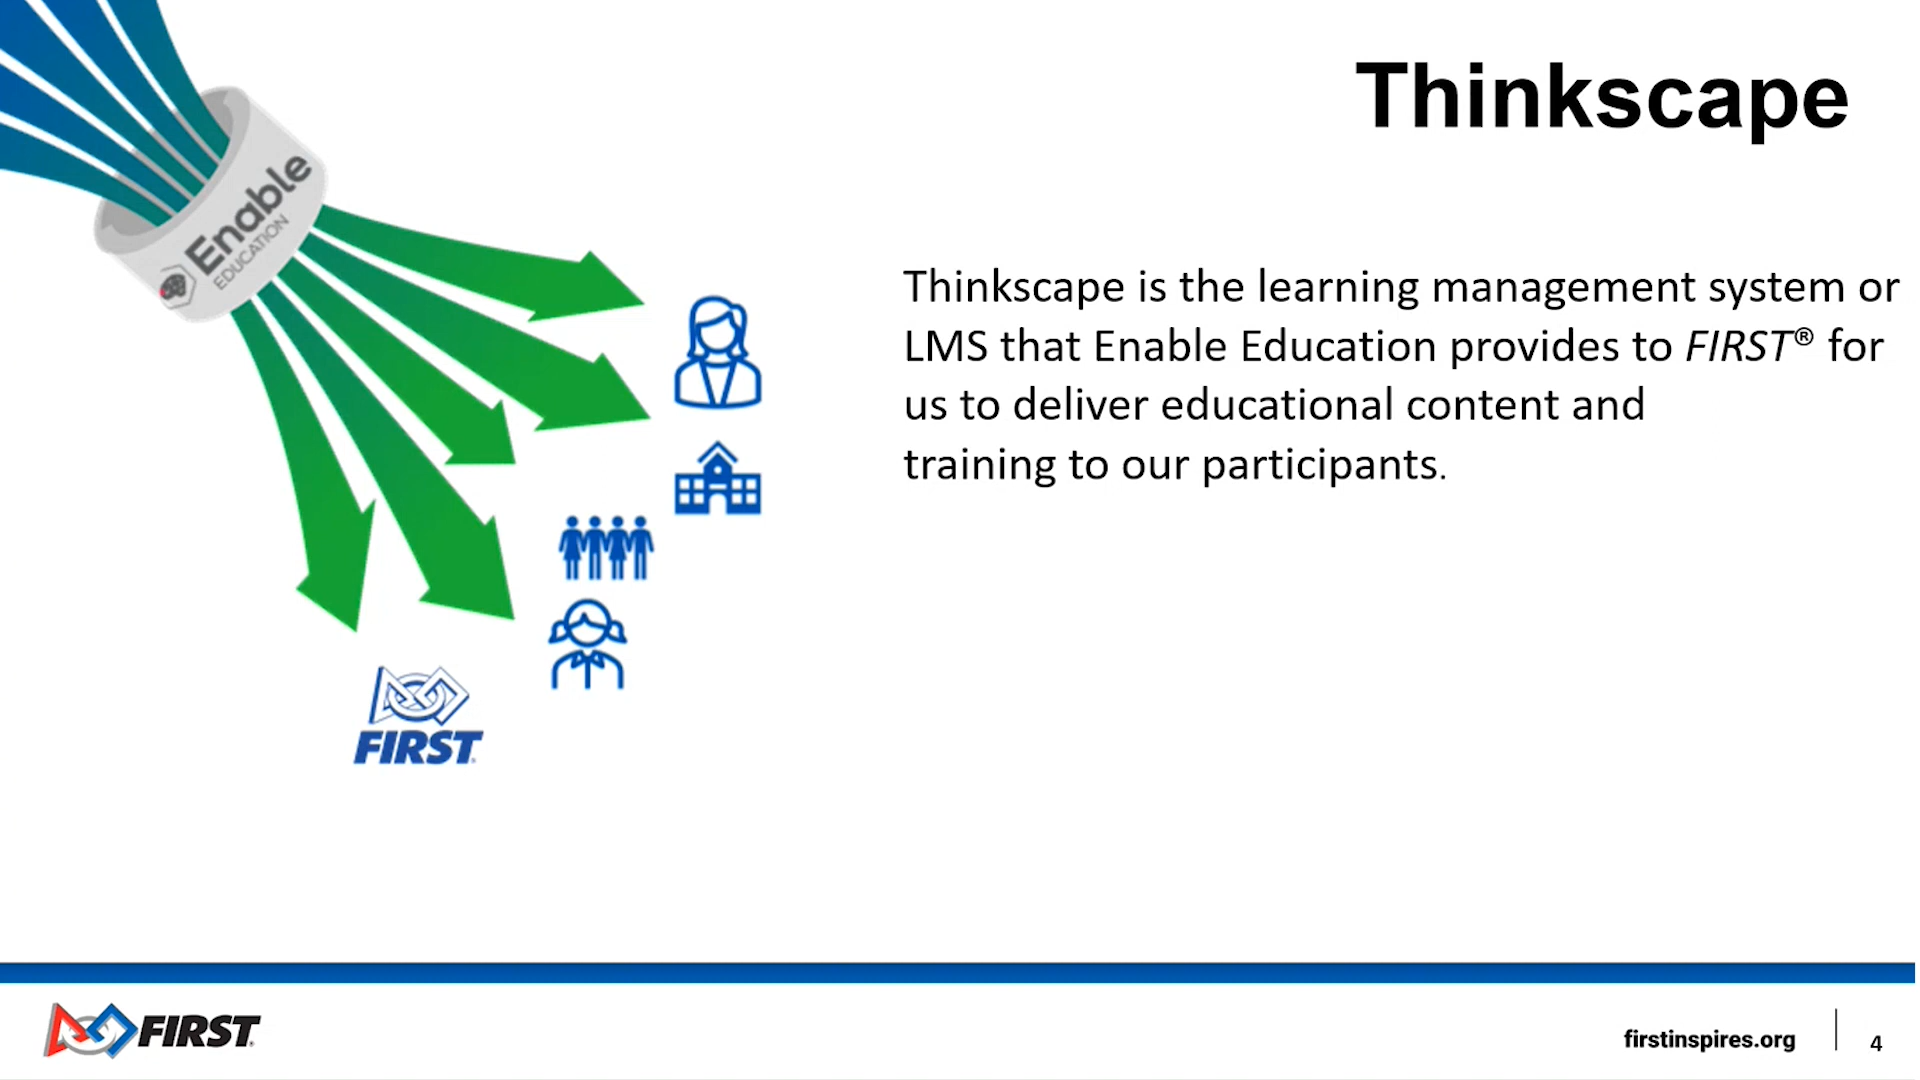 Thinkscape
Enable
EDUCATION
Thinkscape is the learning management system or
LMS that Enable Education provides to FIRST® for
us to deliver educational content and
training to our participants.
FIRST
FIRST
firstinspires.org
4